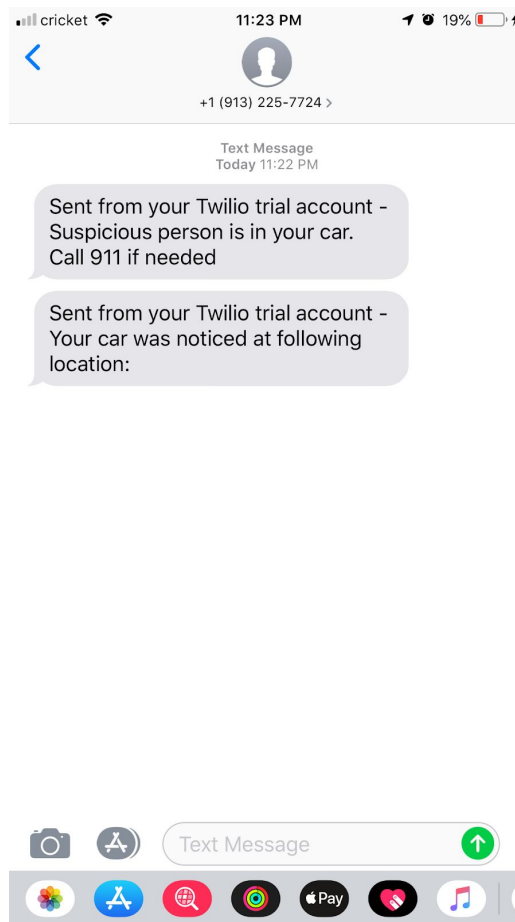 cricket 11:23 PM 19%
+1 (913) 225-7724 >
Text Message
Today 11:22 PM
Sent from your Twilio trial account -
Suspicious person is in your car.
Call 911 if needed
Sent from your Twilio trial account -
Your car was noticed at following
location:
Text Message
Pay